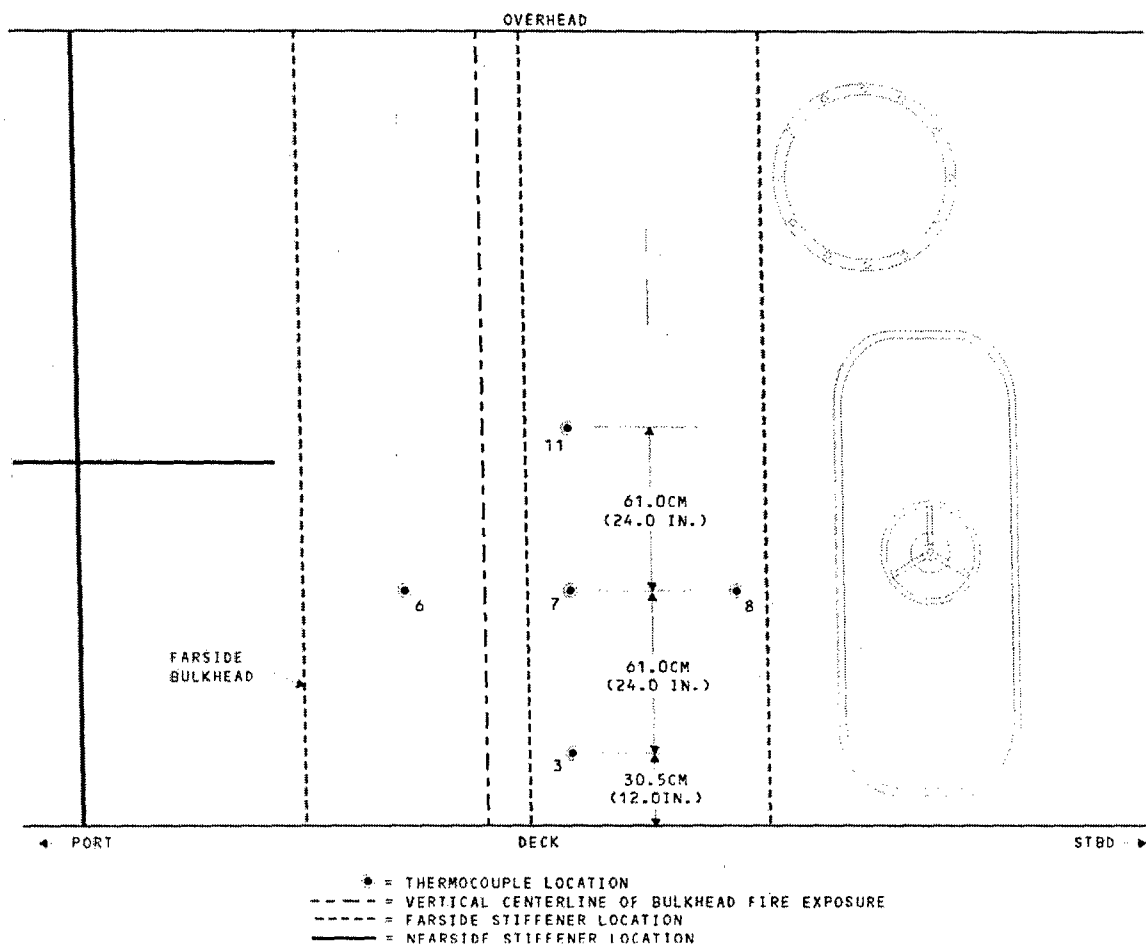 OVERHEAD
11
61.0CM
(24.0 IN.)
6
7
8
FARSIDE
BULKHEAD
61.0CM
(24.0 IN.)
3
30.5CM
(12.0IN.)
PORT
DECK
STBD
= THERMOCOUPLE LOCATION
= VERTICAL CENTERLINE OF BULKHEAD FIRE EXPOSURE
= FARSIDE STIFFENER LOCATION
= NEARSIDE STIFFENER LOCATION